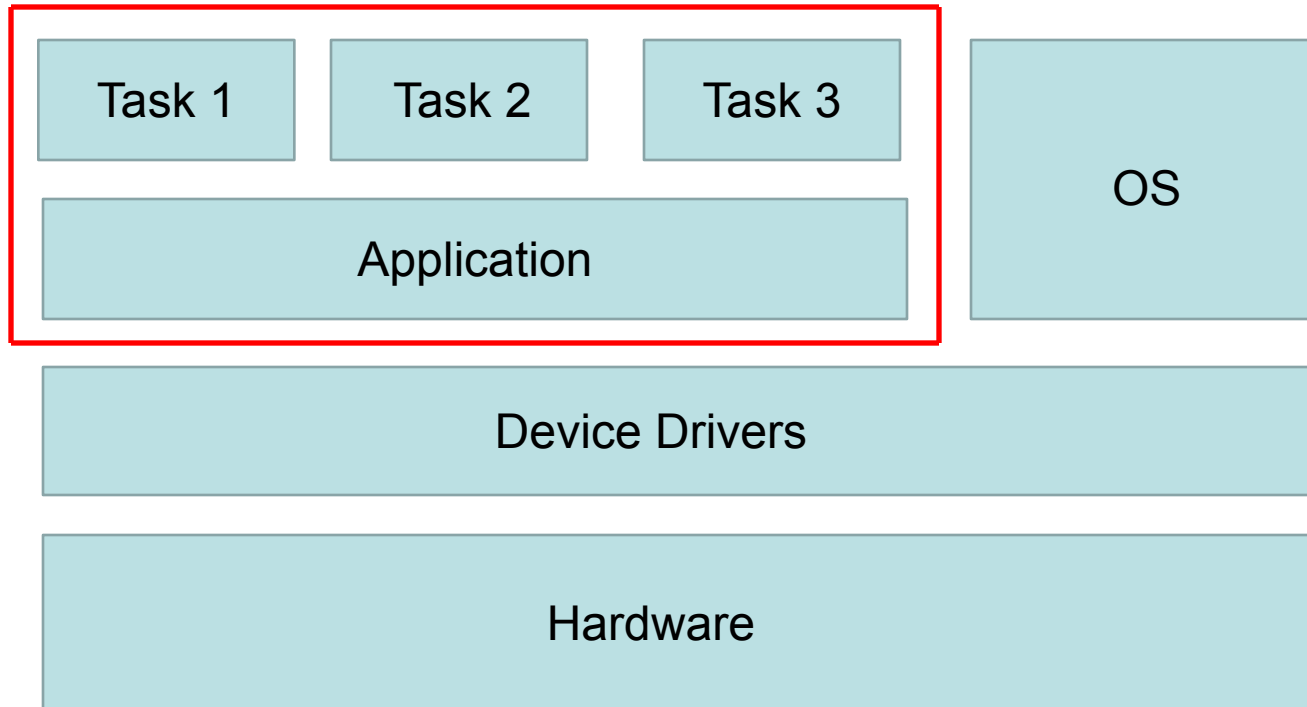 Task 1
Task 2
Task 3
OS
Application
Device Drivers
Hardware